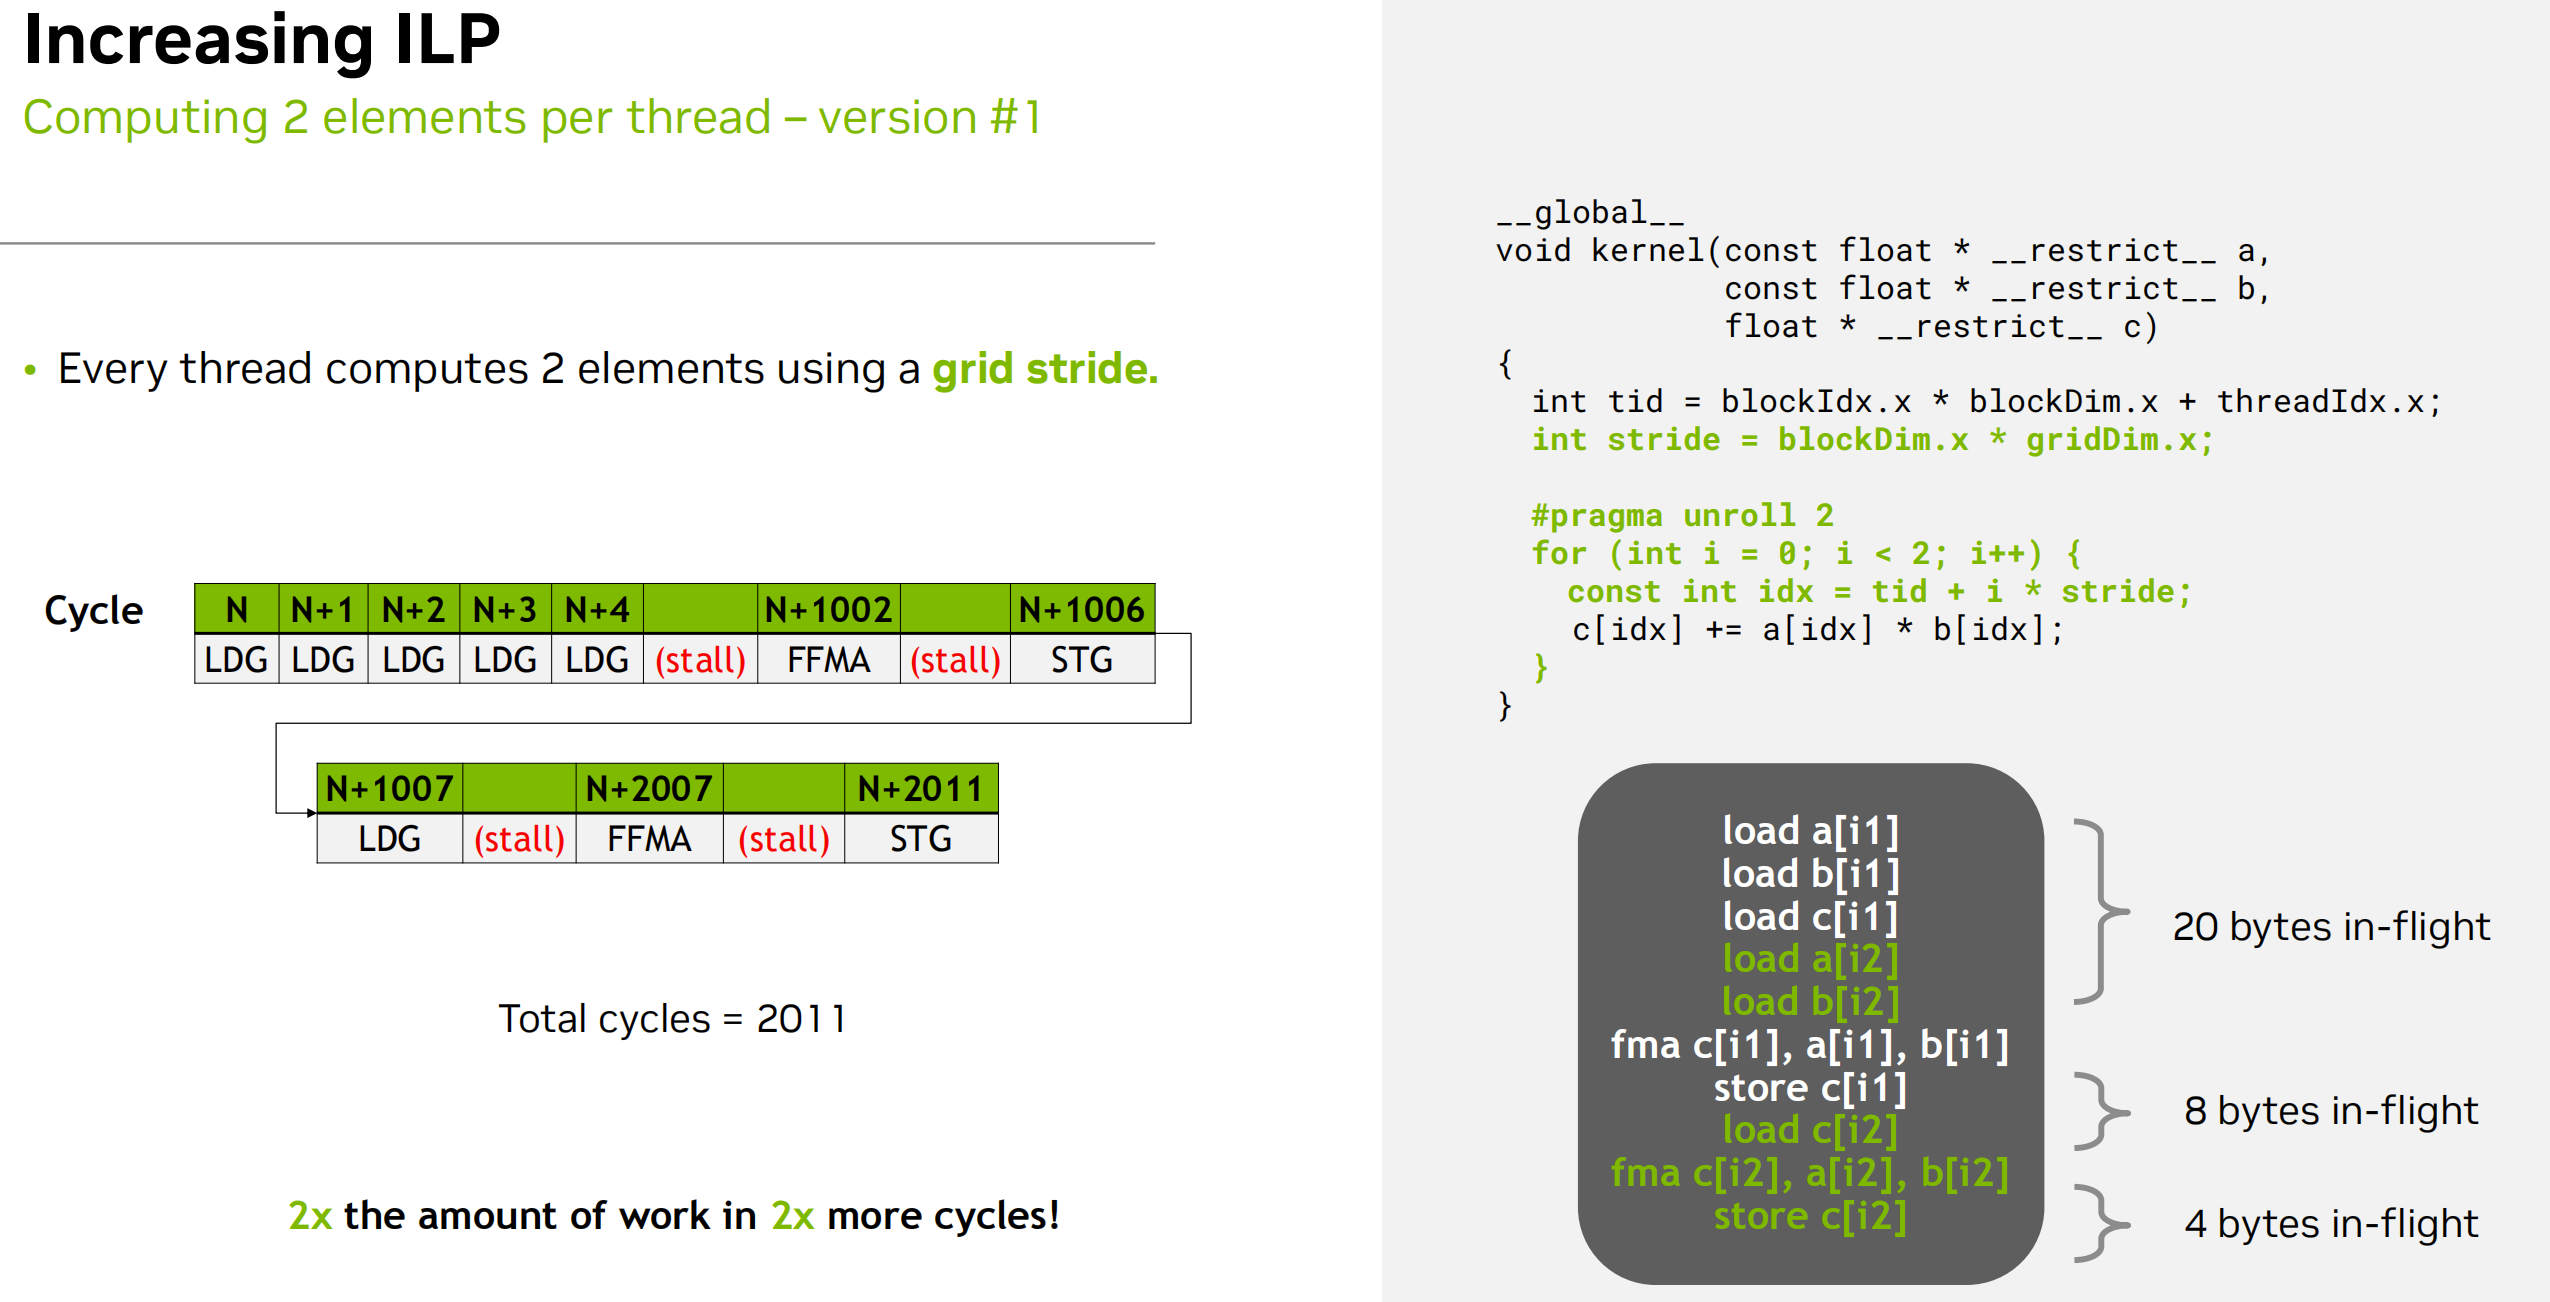 Increasing ILP
Computing 2 elements per thread – version #1
• Every thread computes 2 elements using a grid stride.
Cycle
N N+1 N+2 N+3 N+4 N+1002 N+1006
LDG LDG LDG LDG LDG (stall) FFMA (stall) STG
N+1007 N+2007 N+2011
LDG (stall) FFMA (stall) STG
Total cycles = 2011
2x the amount of work in 2x more cycles!
__global__
void kernel(const float * __restrict__ a,
const float * __restrict__ b,
float * __restrict__ c)
{
int tid = blockIdx.x * blockDim.x + threadIdx.x;
int stride = blockDim.x * gridDim.x;
#pragma unroll 2
for (int i = 0; i < 2; i++) {
const int idx = tid + i * stride;
c[idx] += a[idx] * b[idx];
}
}
load a[i1]
load b[i1]
load c[i1]
load a[i2]
load b[i2]
fma c[i1], a[i1], b[i1]
store c[i1]
load c[i2]
fma c[i2], a[i2], b[i2]
store c[i2]
20 bytes in-flight
8 bytes in-flight
4 bytes in-flight